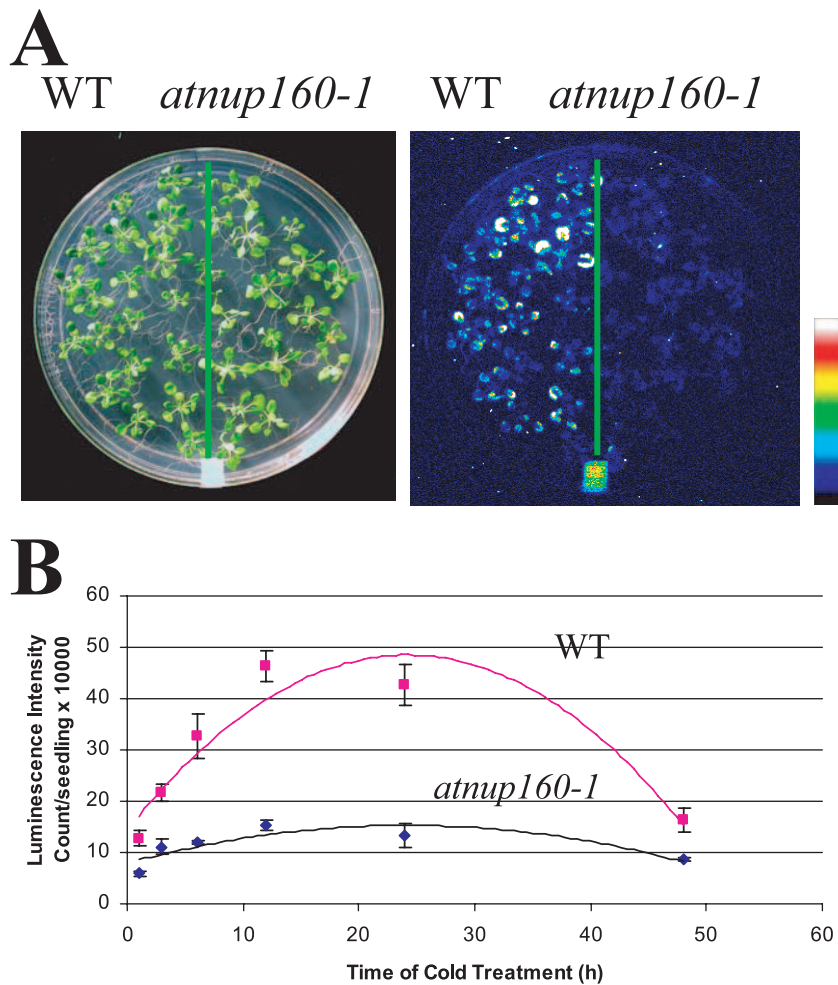 A
WT atnup160-1 WT atnup160-1
B
60
50
40
30
20
10
0
Luminescence Intensity
Count/seedling x 10000
WT
atnup160-1
0 10 20 30 40 50 60
Time of Cold Treatment (h)